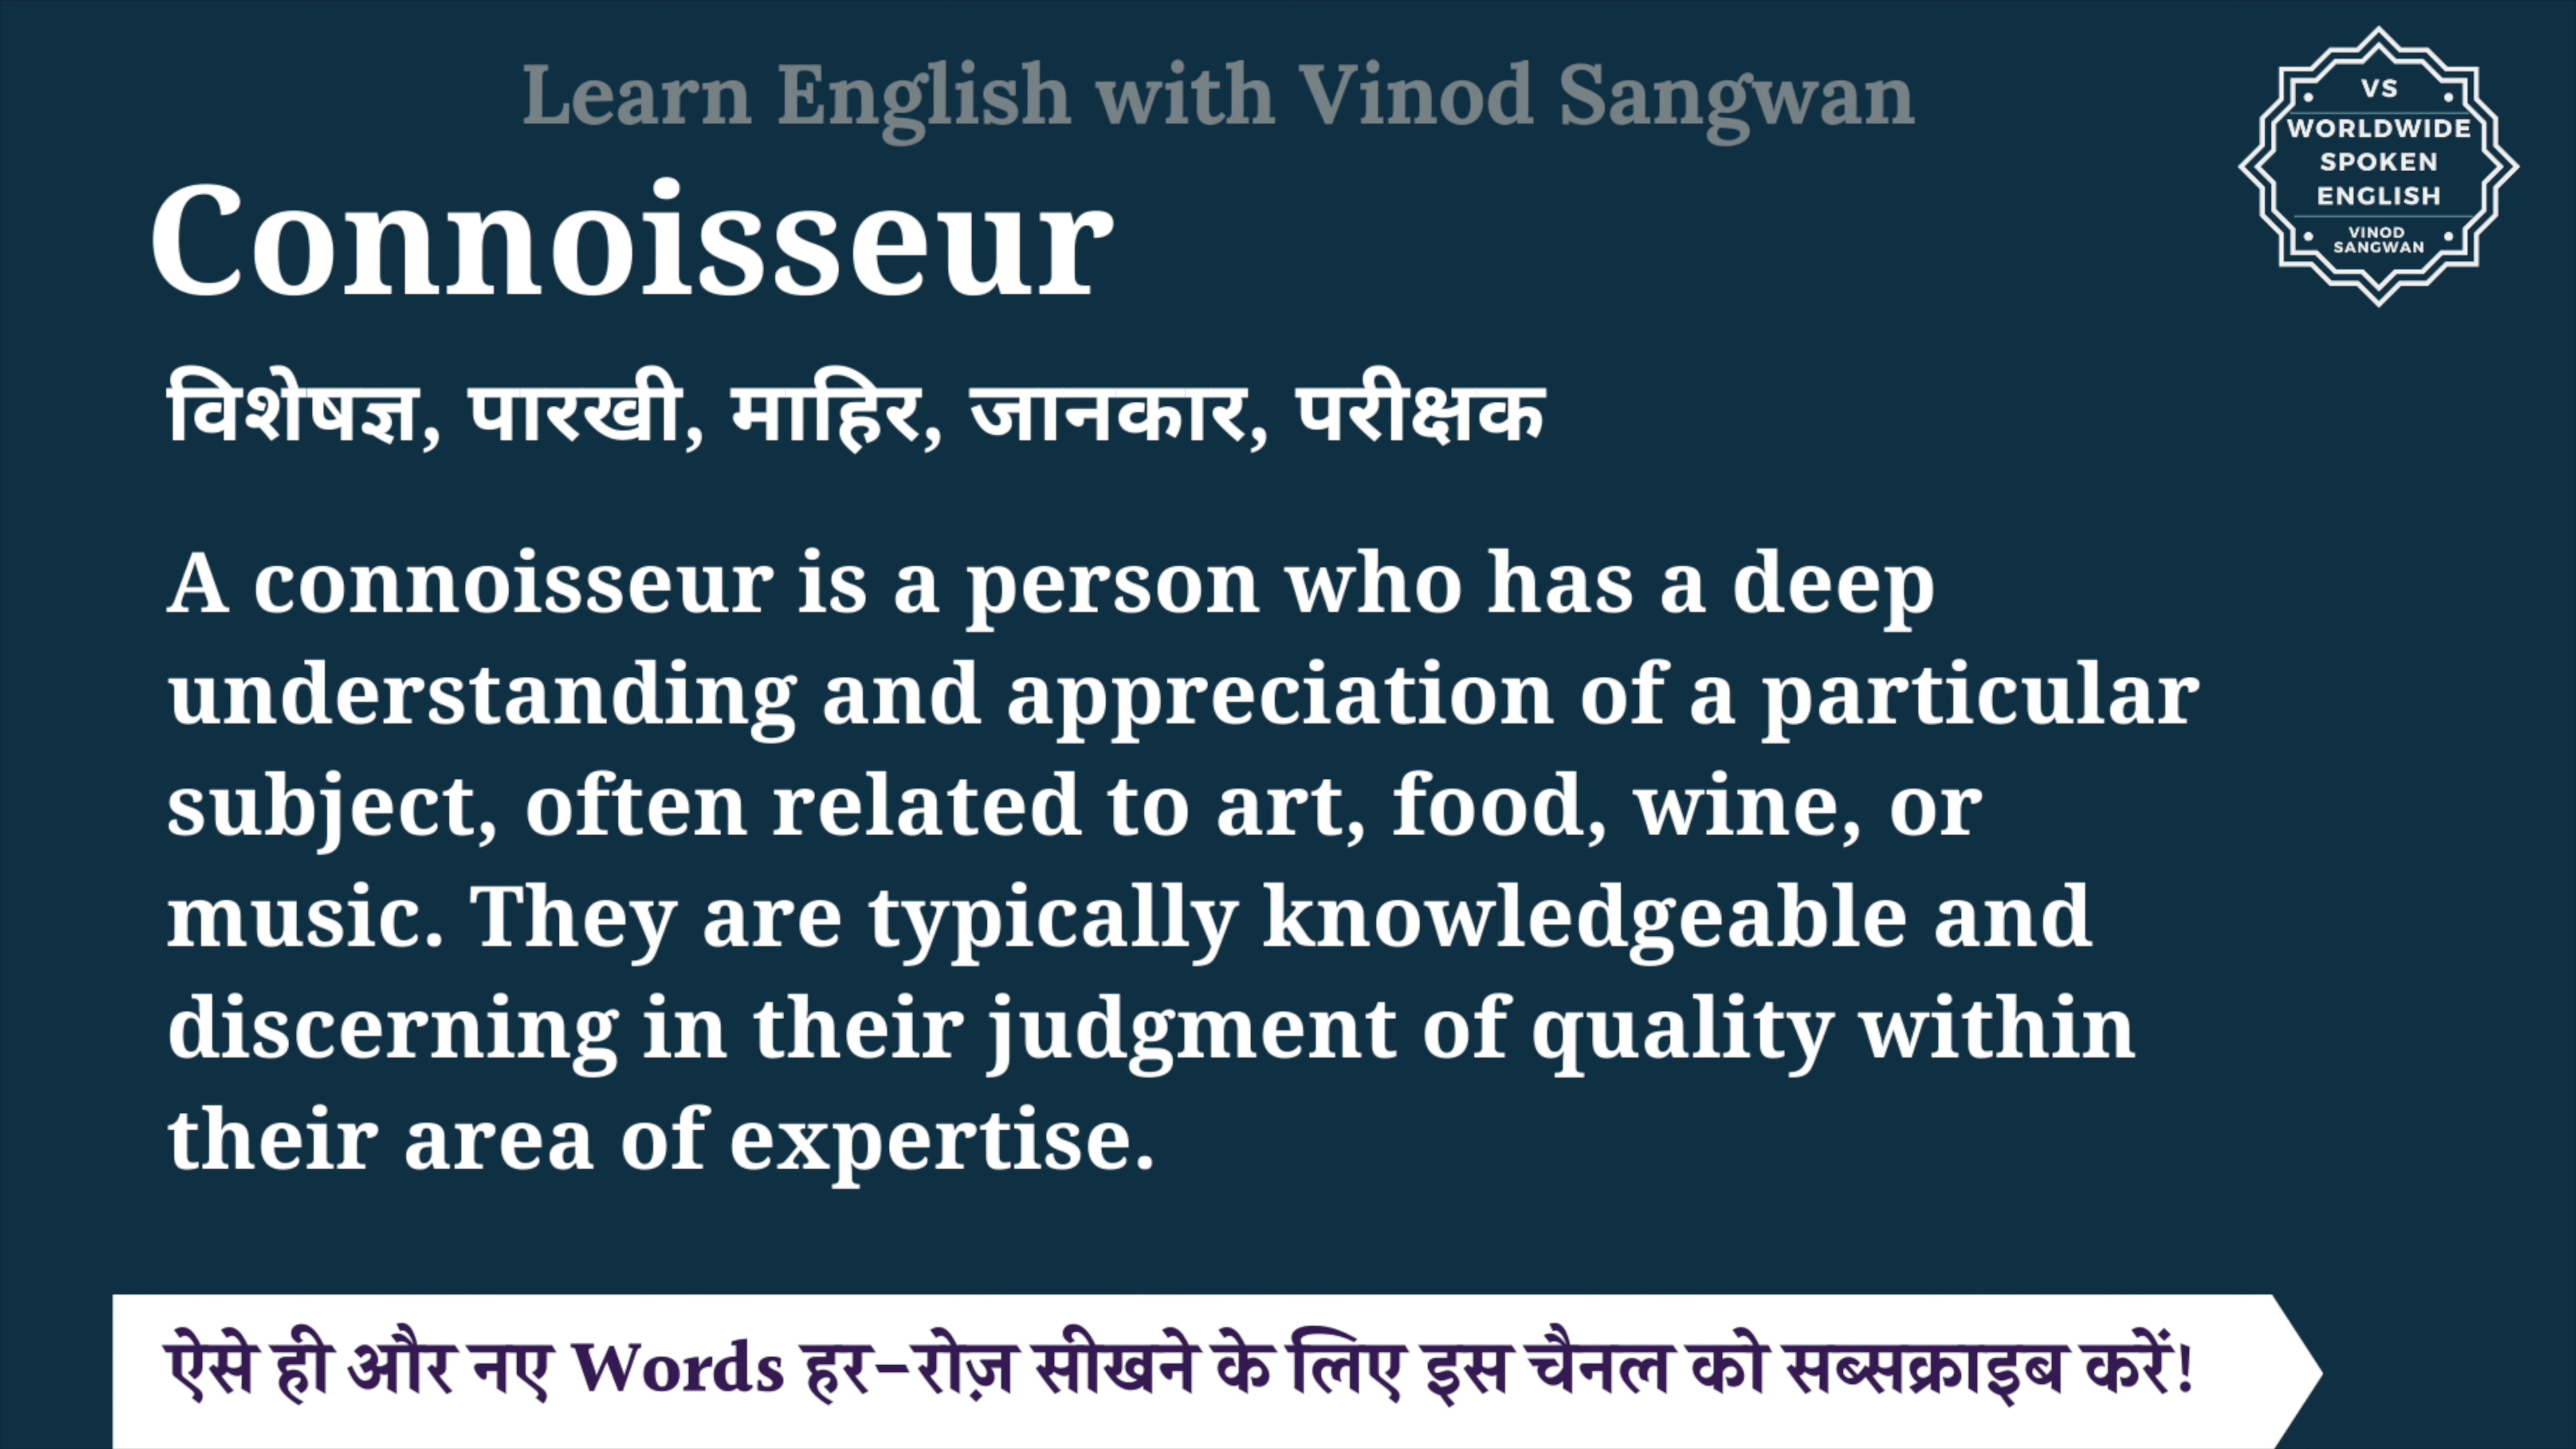 Learn English with Vinod Sangwan
VS
WORLDWIDE
SPOKEN
ENGLISH
VINOD
SANGWAN
Connoisseur
विशेषज्ञ, पारखी, माहिर, जानकार, परीक्षक
A connoisseur is a person who has a deep
understanding and appreciation of a particular
subject, often related to art, food, wine, or
music. They are typically knowledgeable and
discerning in their judgment of quality within
their area of expertise.
ऐसे ही और नए Words हर-रोज़ सीखने के लिए इस चैनल को सब्सक्राइब करें!